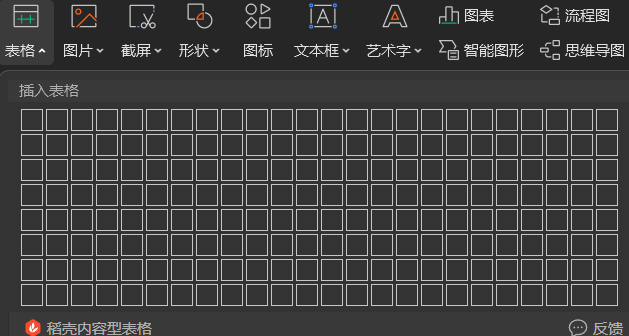 图表 流程图
表格 图片 截屏 形状 图标 文本框 艺术字 智能图形 思维导图
插入表格
稻壳内容型表格 反馈